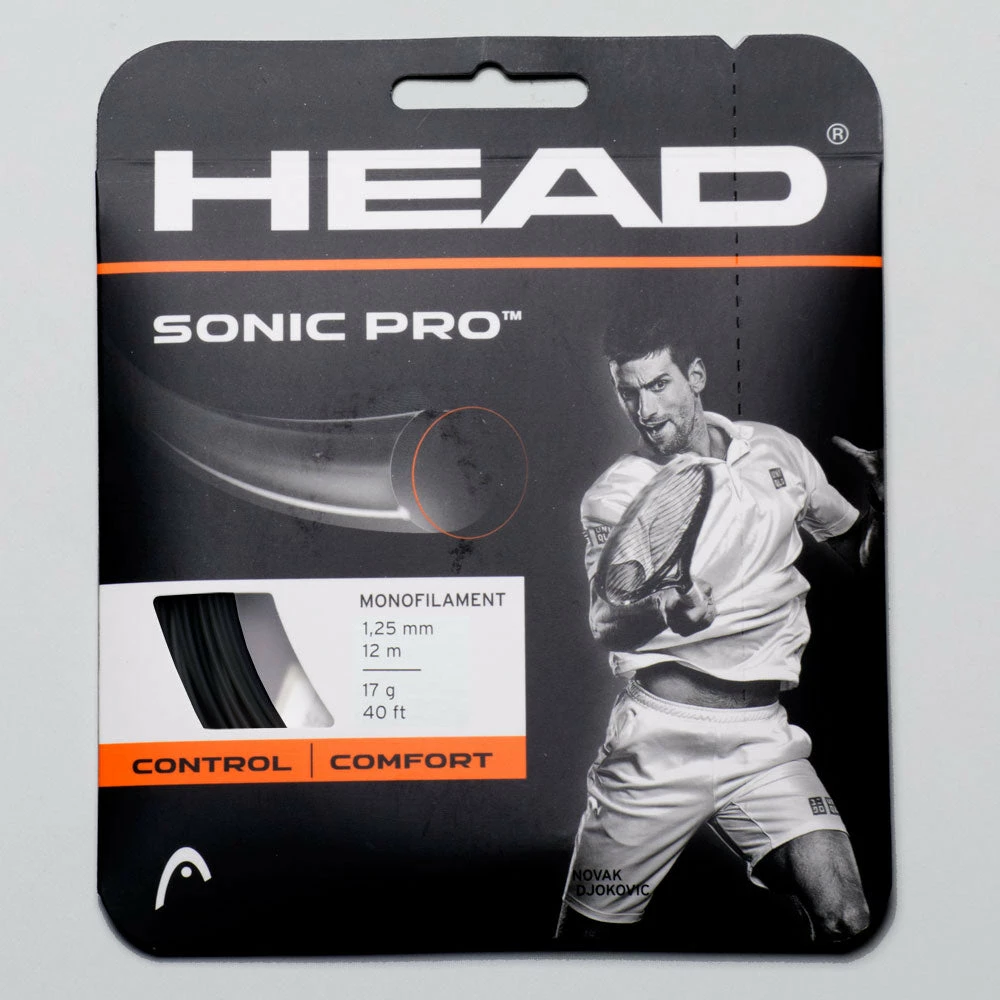 HEAD®
SONIC PRO™
MONOFILAMENT
1,25 mm
12 m
17 g
40 ft
CONTROL | COMFORT
NOVAK
DJOKOVIC